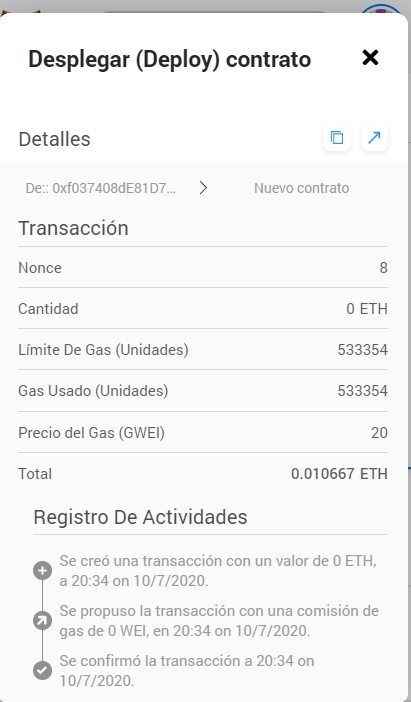 Desplegar (Deploy) contrato
Detalles
De:: 0xf037408dE81D7...
Nuevo contrato
Transacción
Nonce
8
Cantidad
0 ETH
Límite De Gas (Unidades)
533354
Gas Usado (Unidades)
533354
Precio del Gas (GWEI)
20
Total
0.010667 ETH
Registro De Actividades
Se creó una transacción con un valor de 0 ETH,
a 20:34 on 10/7/2020.
Se propuso la transacción con una comisión de
gas de 0 WEI, en 20:34 on 10/7/2020.
Se confirmó la transacción a 20:34 on
10/7/2020.